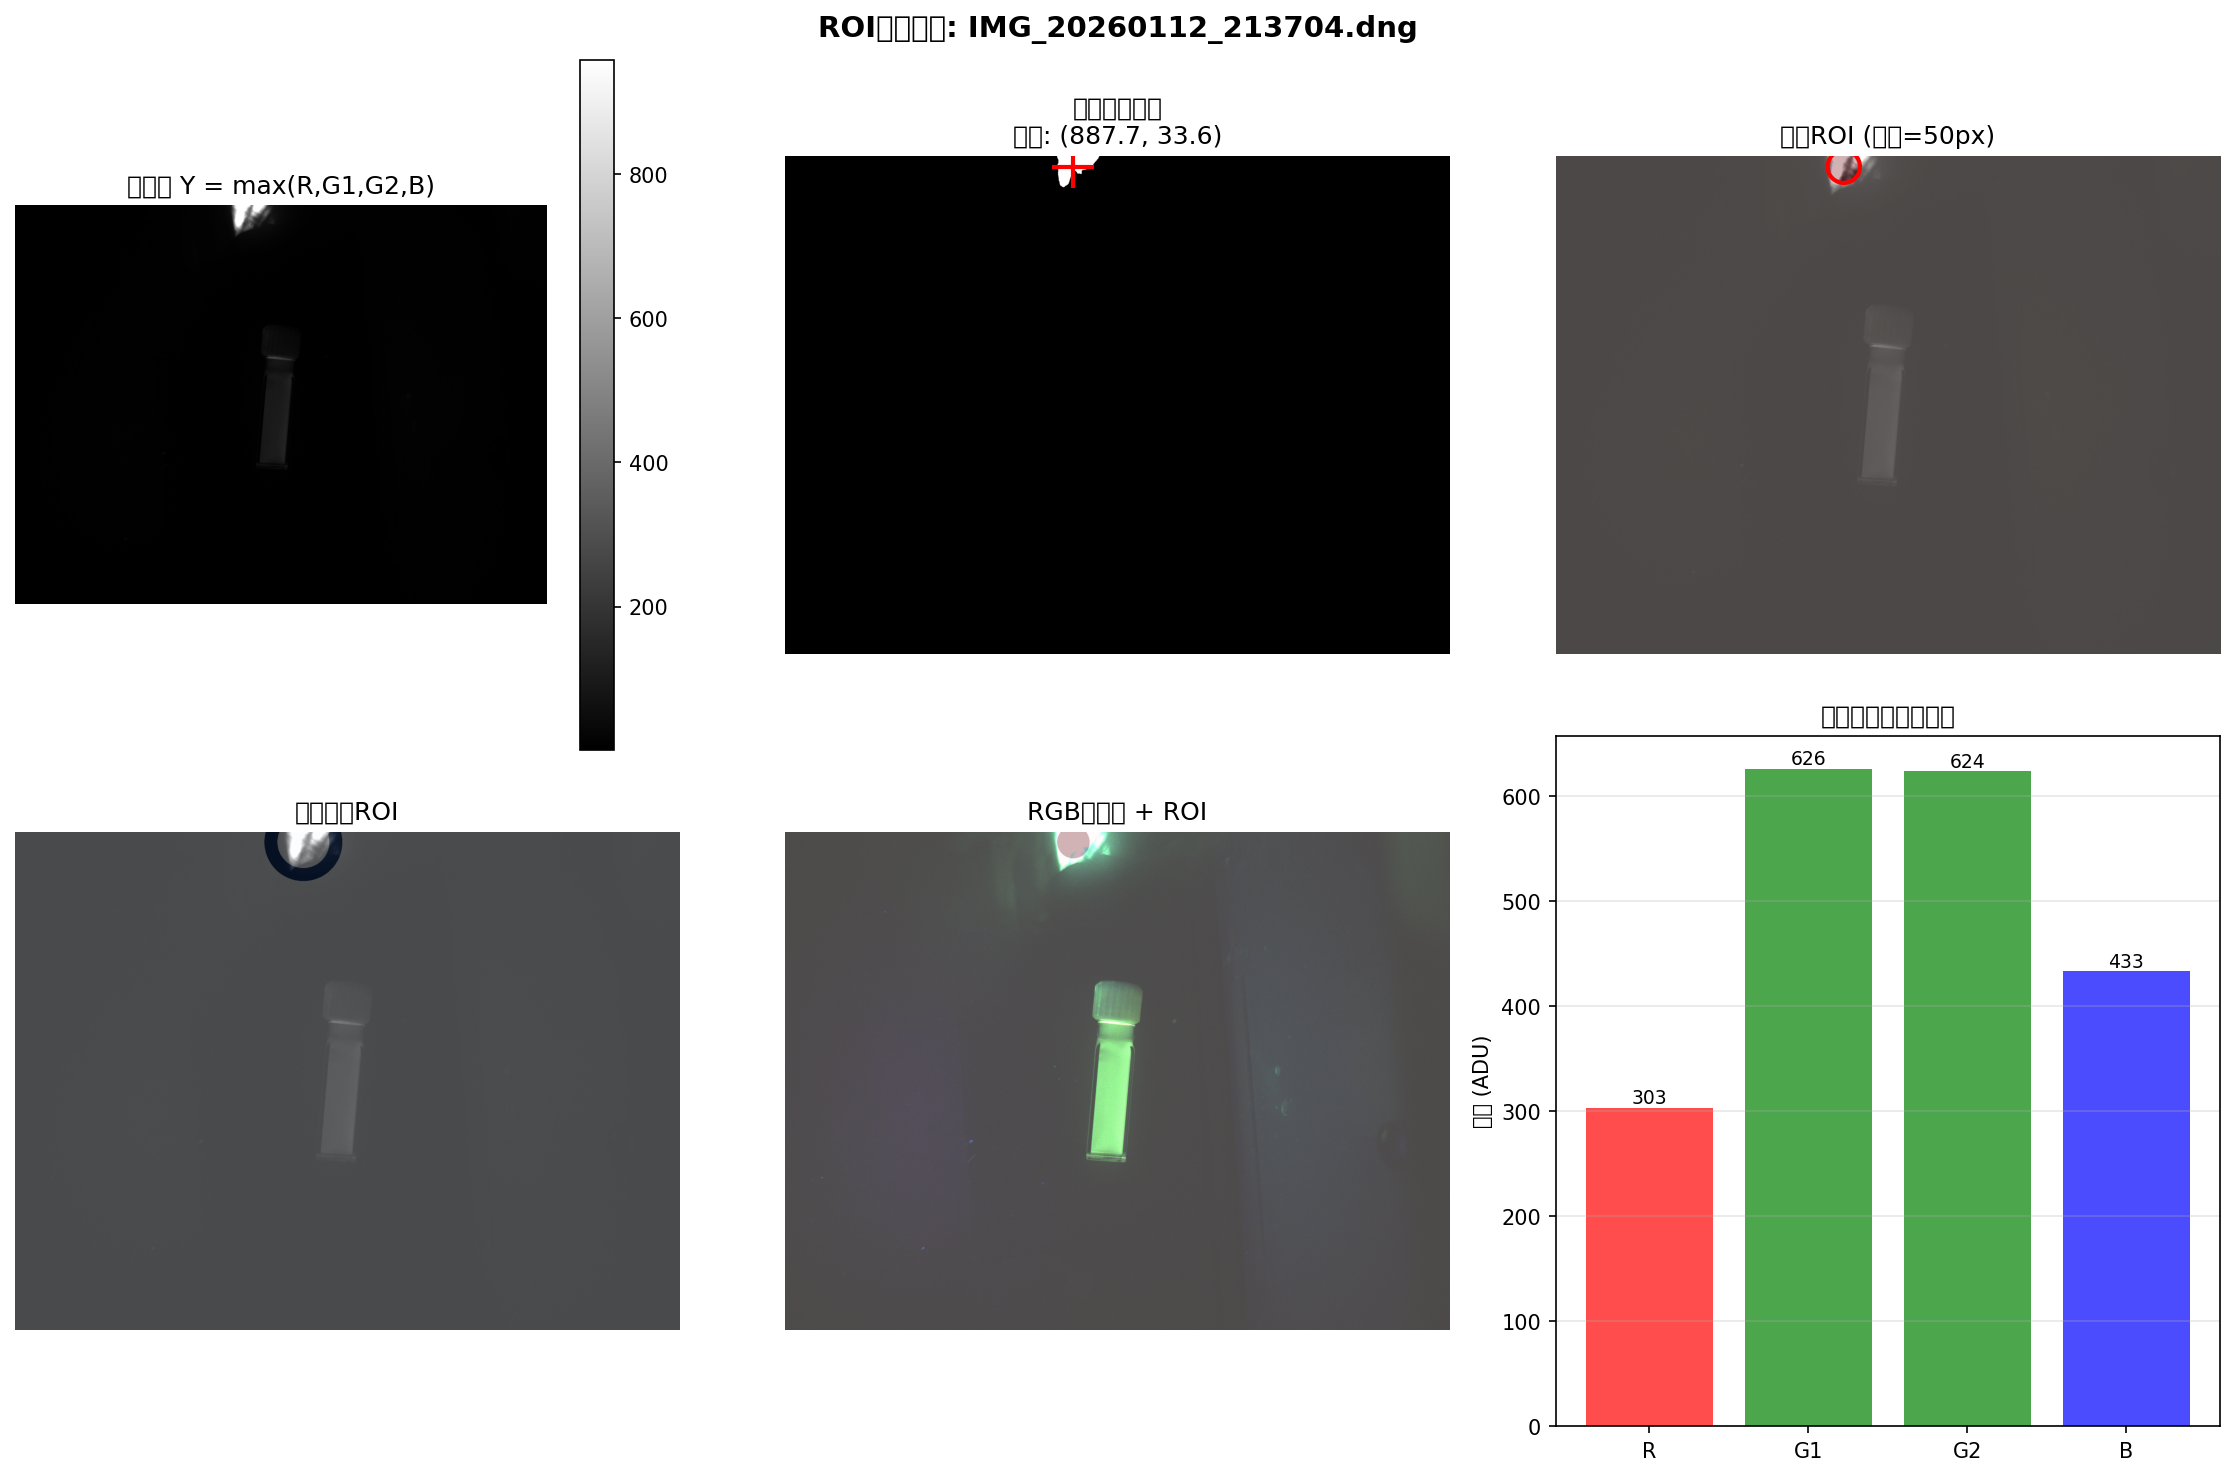 ROI: IMG_20260112_213704.dng
Y = max(R,G1,G2,B)
800
600
400
200
: (887.7, 33.6)
ROI ( =50px)
ROI
RGB + ROI
(ADU)
600
500
400
300
200
100
0
303
626
624
433
R
G1
G2
B